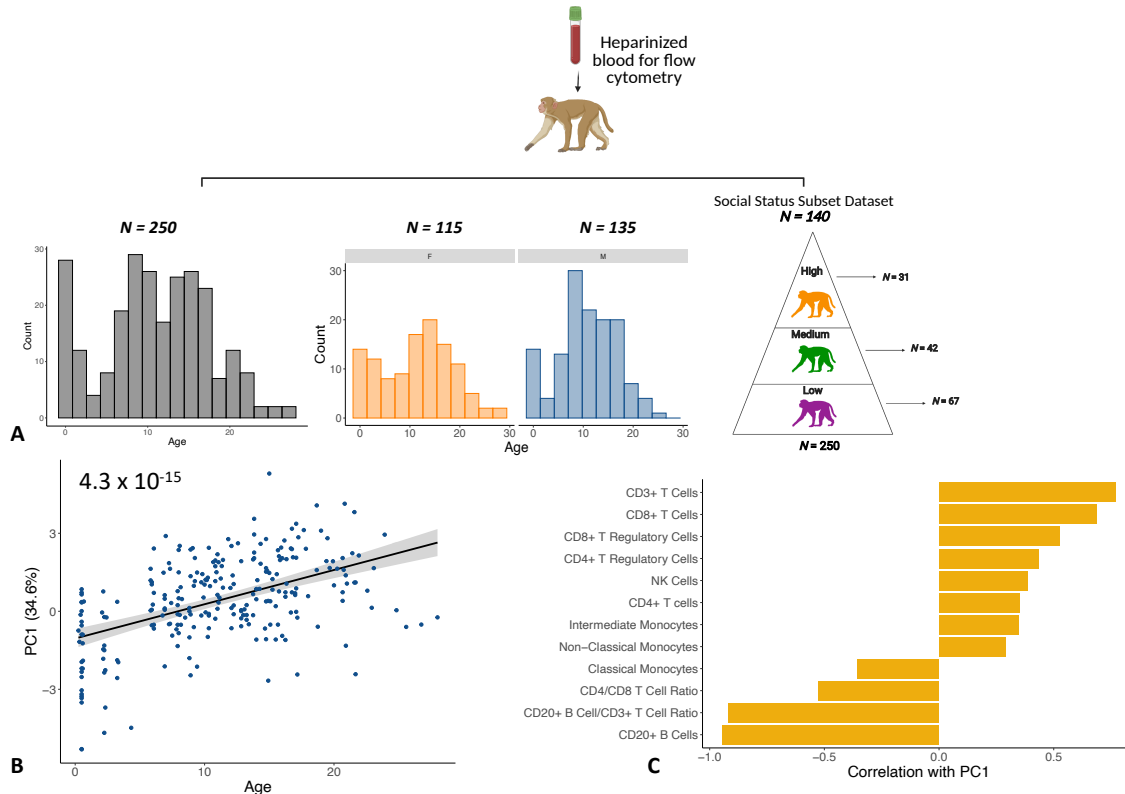 Heparinized
blood for flow
cytometry
N = 250
N = 115
N = 135
Social Status Subset Dataset
N = 140
F
M
30
20
10
0
Count
0
10
20
Age
30
20
10
0
Count
0
10
20
30
0
10
20
30
Age
High
N = 31
Medium
N = 42
Low
N = 67
N = 250
A
4.3 x 10⁻¹⁵
3
0
−3
PC1 (34.6%)
0
10
20
Age
B
CD3+ T Cells
CD8+ T Cells
CD8+ T Regulatory Cells
CD4+ T Regulatory Cells
NK Cells
CD4+ T cells
Intermediate Monocytes
Non−Classical Monocytes
Classical Monocytes
CD4/CD8 T Cell Ratio
CD20+ B Cell/CD3+ T Cell Ratio
CD20+ B Cells
−1.0
−0.5
0.0
0.5
Correlation with PC1
C